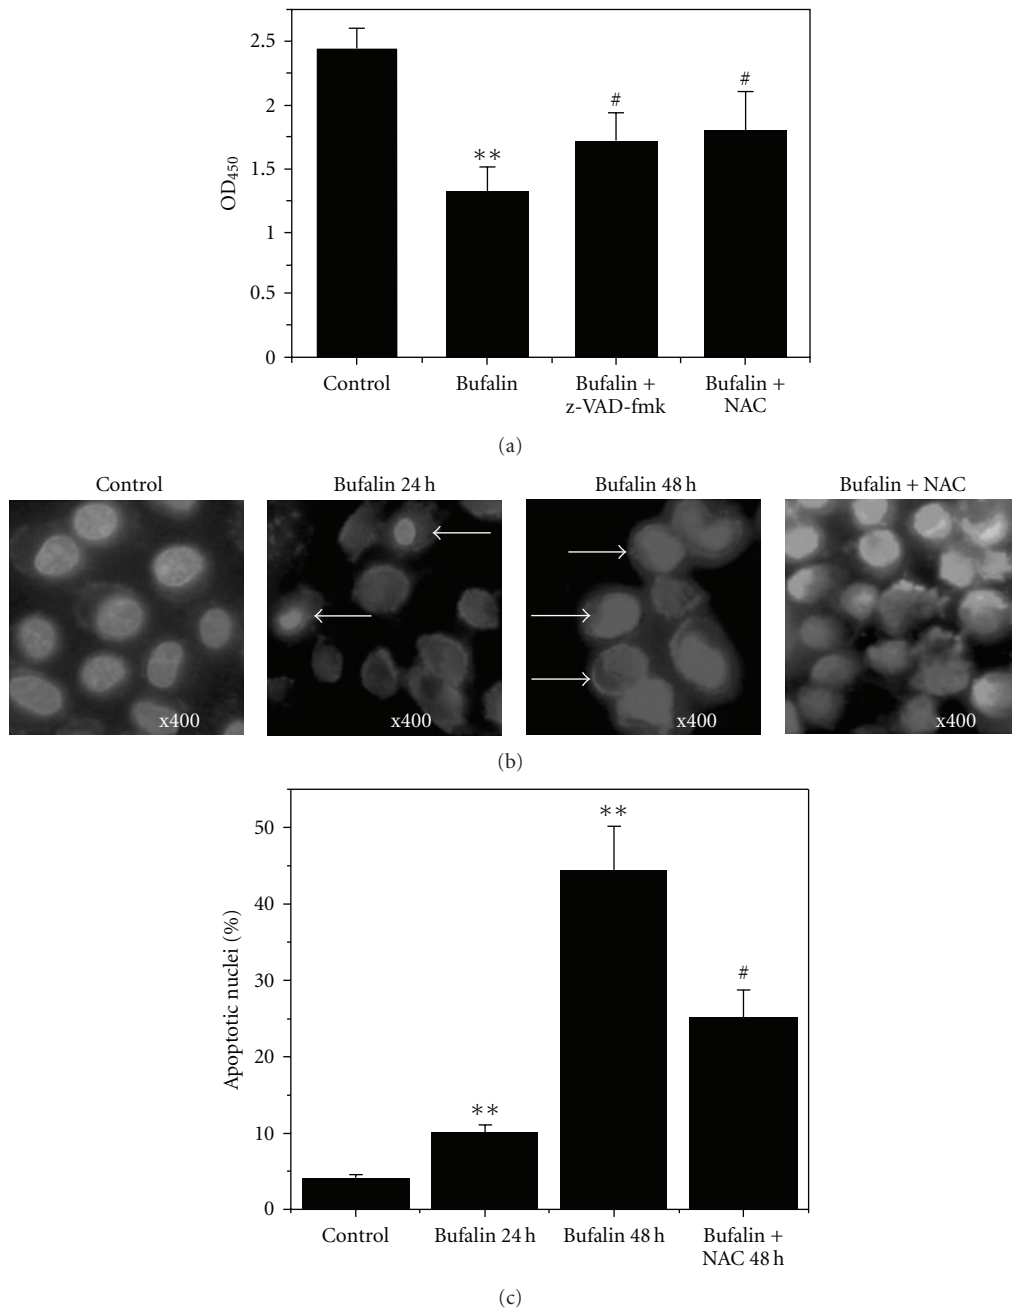 2.5
2
1.5
1
0.5
0
OD450
**
#
#
Control
Bufalin
Bufalin +
z-VAD-fmk
Bufalin +
NAC
(a)
Control
Bufalin 24 h
Bufalin 48 h
Bufalin + NAC
x400
x400
x400
x400
(b)
50
40
30
20
10
0
Apoptotic nuclei (%)
**
**
#
Control
Bufalin 24 h
Bufalin 48 h
Bufalin +
NAC 48 h
(c)